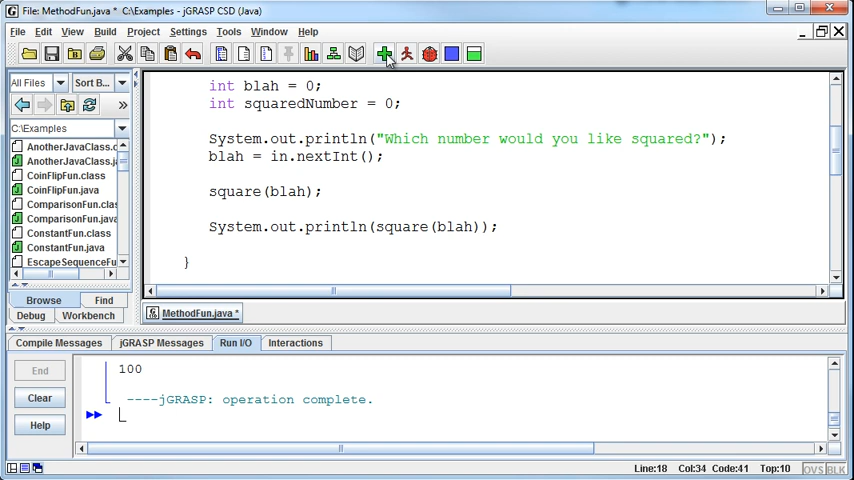 File: MethodFun.java * C:\Examples - jGRASP CSD (Java)
File Edit View Build Project Settings Tools Window Help
All Files Sort B...
C:\Examples
AnotherJavaClass.c
AnotherJavaClass.ja
CoinFlipFun.class
CoinFlipFun.java
ComparisonFun.clas
ComparisonFun.java
ConstantFun.class
ConstantFun.java
EscapeSequenceFu
Browse Find
Debug Workbench
int blah = 0;
int squaredNumber = 0;
System.out.println("Which number would you like squared?");
blah = in.nextInt();
square(blah);
System.out.println(square(blah));
}
MethodFun.java *
Compile Messages jGRASP Messages Run I/O Interactions
End
Clear
Help
100
----jGRASP: operation complete.
Line:18 Col:34 Code:41 Top:10 OVS BLK